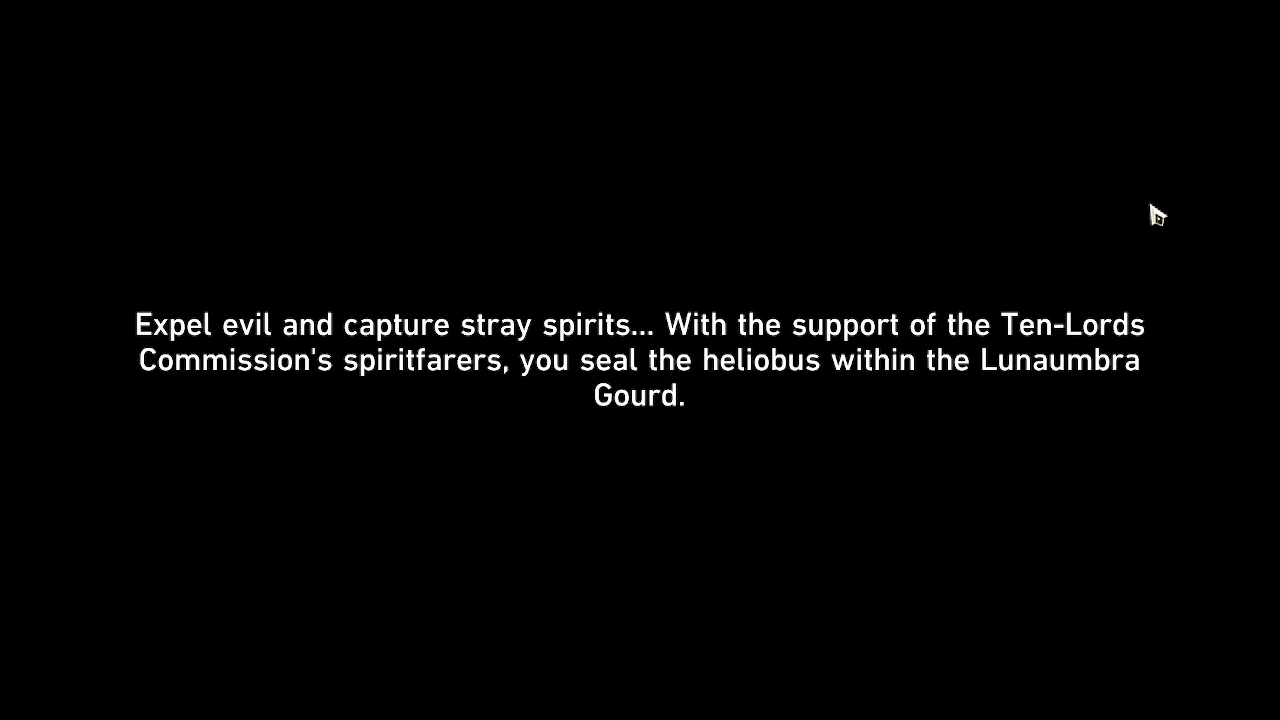 Expel evil and capture stray spirits... With the support of the Ten-Lords
Commission's spiritfarers, you seal the heliobus within the Lunaumbra
Gourd.